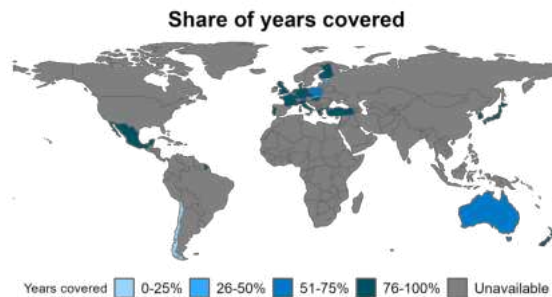 Share of years covered
Years covered 0-25% 26-50% 51-75% 76-100% Unavailable